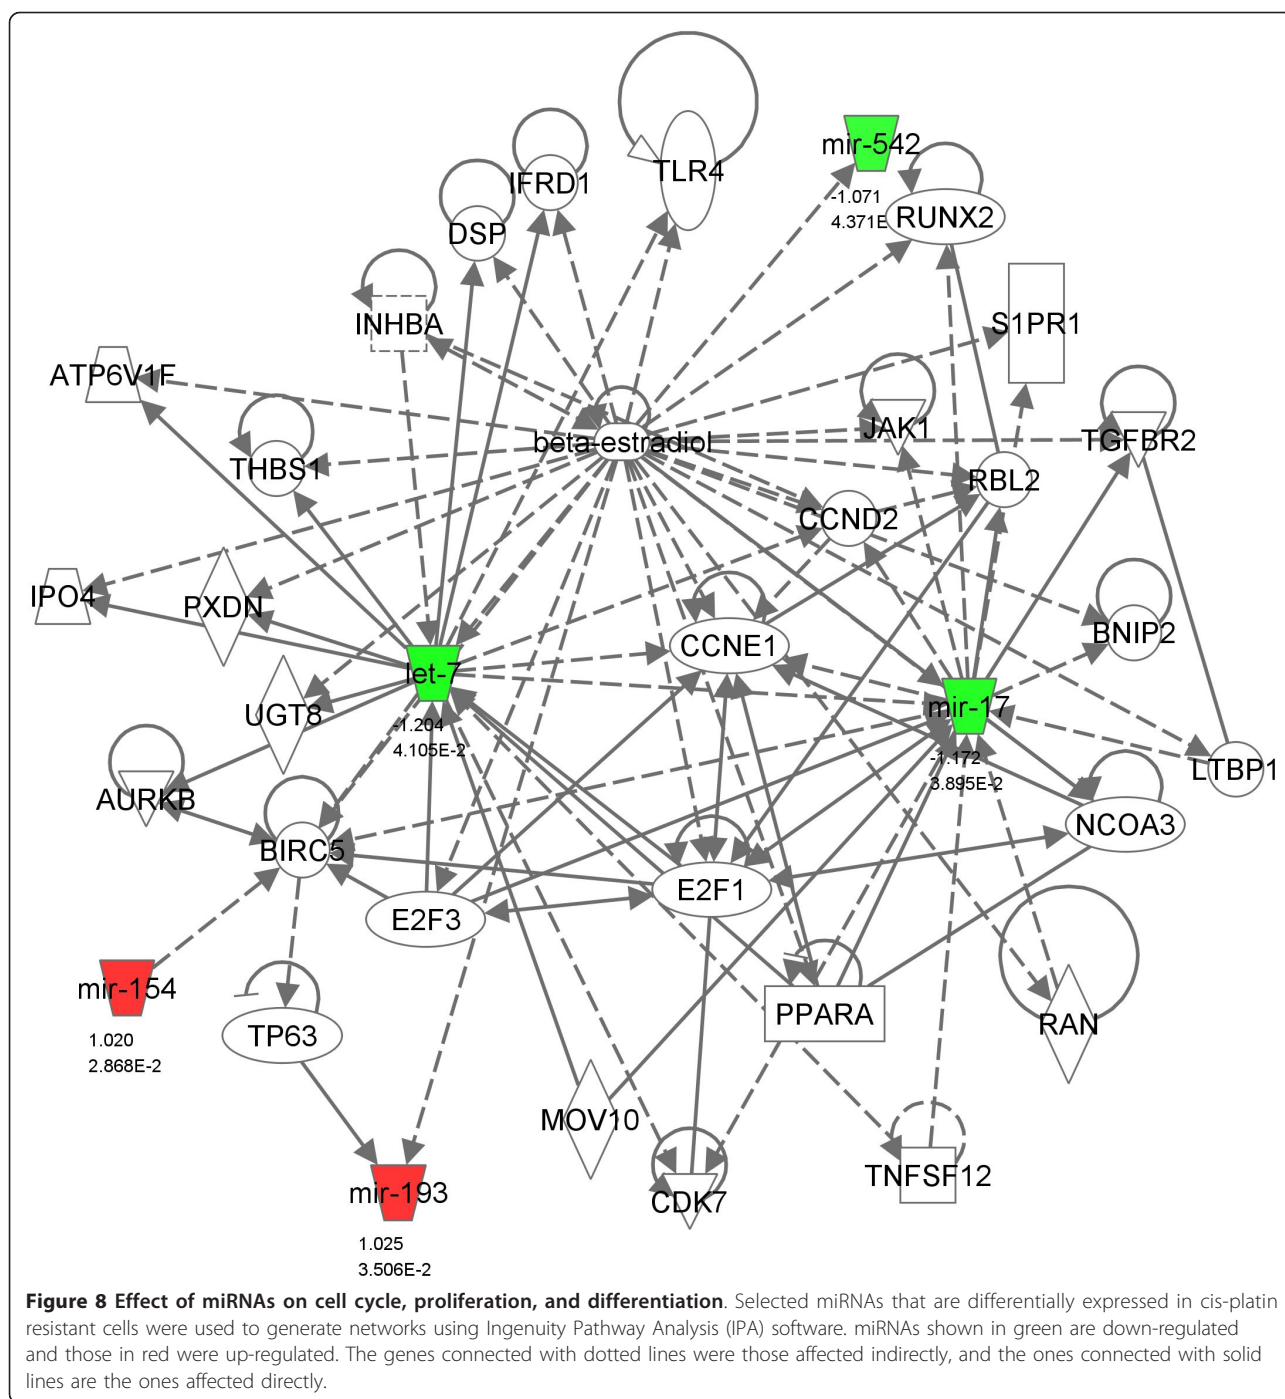 TLR4
mir-542
IFRD1
-1.071
4.371E
RUNX2
DSP
INHBA
S1PR1
ATP6V1F
beta-estradiol
JAK1
TGFBR2
THBS1
RBL2
CCND2
IPO4
PXDN
BNIP2
CCNE1
let-7
mir-17
UGT8
-1.204
4.105E-2
-1.172
3.895E-2
LTBP1
AURKB
NCOA3
BIRC5
E2F1
E2F3
mir-154
PPARA
RAN
TP63
1.020
2.868E-2
MOV10
TNFSF12
mir-193
CDK7
1.025
3.506E-2
Figure 8 Effect of miRNAs on cell cycle, proliferation, and differentiation. Selected miRNAs that are differentially expressed in cis-platin
resistant cells were used to generate networks using Ingenuity Pathway Analysis (IPA) software. miRNAs shown in green are down-regulated
and those in red were up-regulated. The genes connected with dotted lines were those affected indirectly, and the ones connected with solid
lines are the ones affected directly.